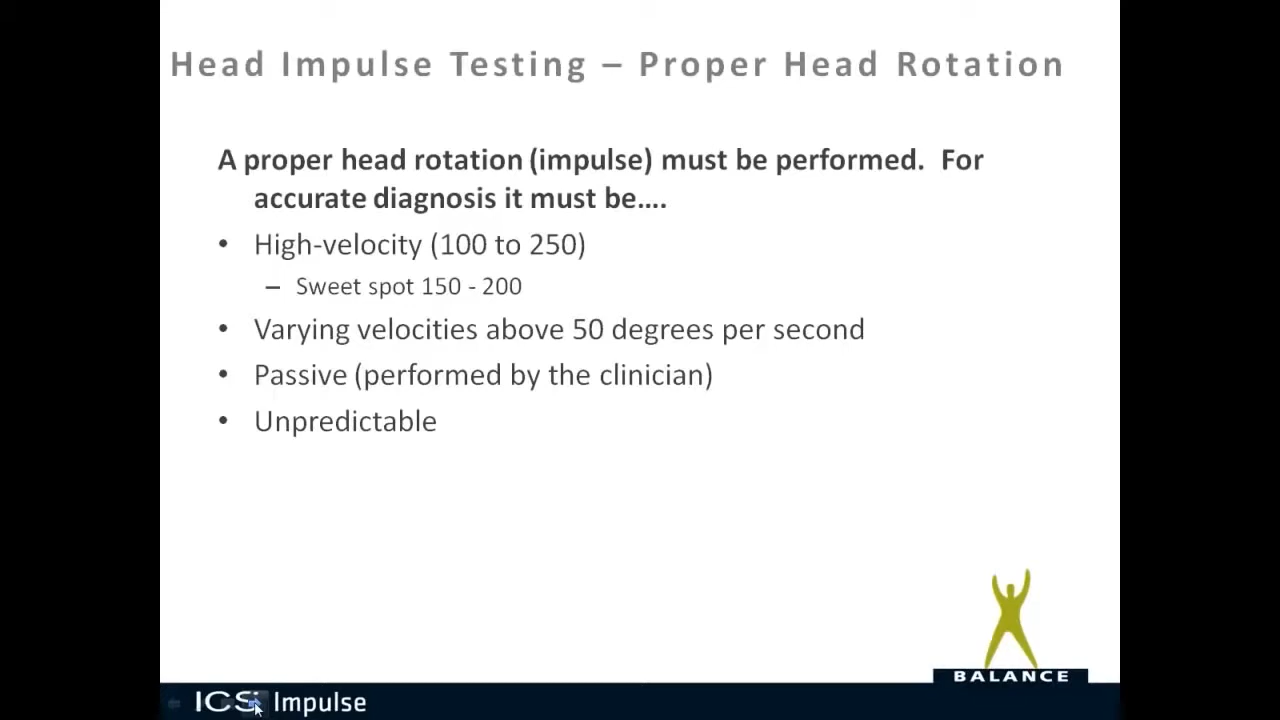 Head Impulse Testing – Proper Head Rotation
A proper head rotation (impulse) must be performed.  For
accurate diagnosis it must be….
• High-velocity (100 to 250)
– Sweet spot 150 - 200
• Varying velocities above 50 degrees per second
• Passive (performed by the clinician)
• Unpredictable
BALANCE
ICS Impulse